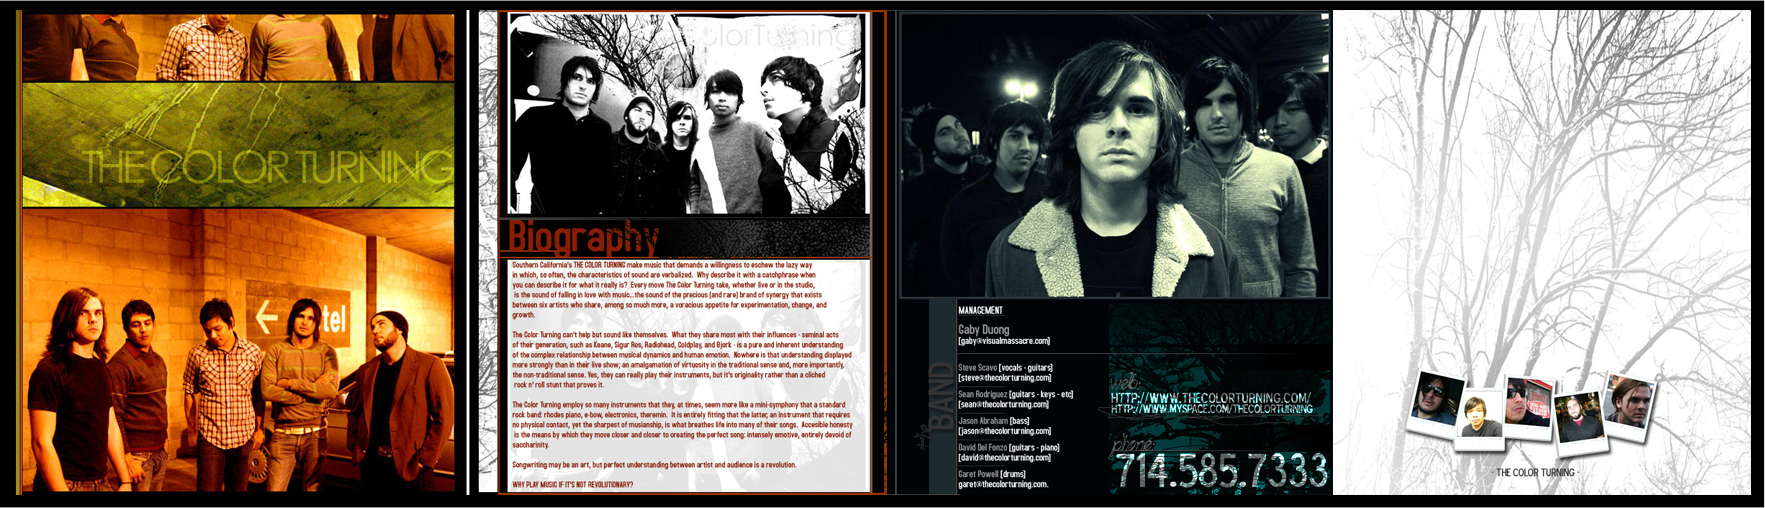 THE COLOR TURNING
tel
Color Turning
Biography
Southern California's THE COLOR TURNING make music that demands a willingness to eschew the lazy way
in which, so often, the characteristics of sound are verbalized. Why describe it with a catchphrase when
you can describe it for what it really is? Every move The Color Turning take, whether live or in the studio,
is the sound of falling in love with music...the sound of the precious (and rare) brand of synergy that exists
between six artists who share, among so much more, a voracious appetite for experimentation, change, and
growth.
The Color Turning can't help but sound like themselves. What they share most with their influences - seminal acts
of their generation, such as Keane, Sigur Ros, Radiohead, Coldplay, and Bjork - is a pure and inherent understanding
of the complex relationship between musical dynamics and human emotion. Nowhere is that understanding displayed
more strongly than in their live show; an amalgamation of virtuosity in the traditional sense and, more importantly,
the non-traditional sense. Yes, they can really play their instruments, but it's originality rather than a cliched
rock n' roll stunt that proves it.
The Color Turning employ so many instruments that they, at times, seem more like a mini-symphony that a standard
rock band: rhodes piano, e-bow, electronics, theremin. It is entirely fitting that the latter, an instrument that requires
no physical contact, yet the sharpest of musianship, is what breathes life into many of their songs. Accesible honesty
is the means by which they move closer and closer to creating the perfect song: intensely emotive, entirely devoid of
saccharinity.
Songwriting may be an art, but perfect understanding between artist and audience is a revolution.
WHY PLAY MUSIC IF IT'S NOT REVOLUTIONARY?
MANAGEMENT
Gaby Duong
[gaby@visualmassacre.com]
the BAND
Steve Scavo [vocals - guitars]
[steve@thecolorturning.com]
Sean Rodriguez [guitars - keys - etc]
[sean@thecolorturning.com]
Jason Abraham [bass]
[jason@thecolorturning.com]
David Del Fonzo [guitars - piano]
[david@thecolorturning.com]
Garet Powell [drums]
garet@thecolorturning.com.
web:
HTTP://WWW.THECOLORTURNING.COM/
HTTP://WWW.MYSPACE.COM/THECOLORTURNING
phone:
714.585.7333
- THE COLOR TURNING -